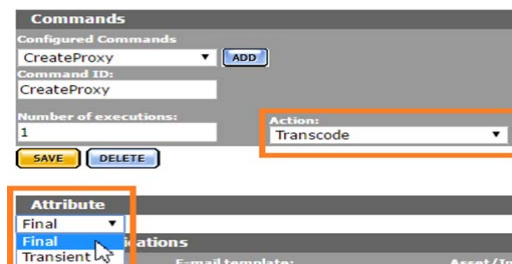 Commands
Configured Commands
CreateProxy ADD
Command ID:
CreateProxy
Number of executions: Action:
1 Transcode
SAVE DELETE
Attribute
Final
Final
Transient
E-mail template: